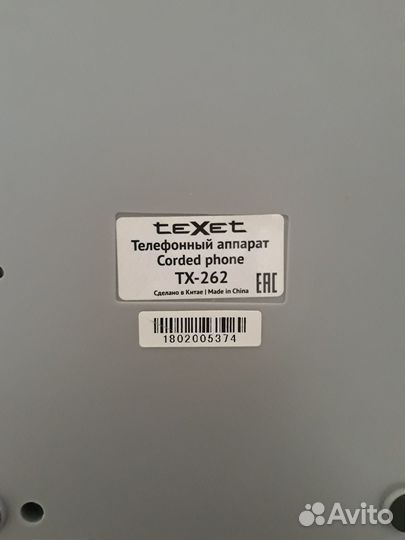 teXet
Телефонный аппарат
Corded phone
TX-262
Сделано в Китае | Made in China
EAC
1802005374
Avito